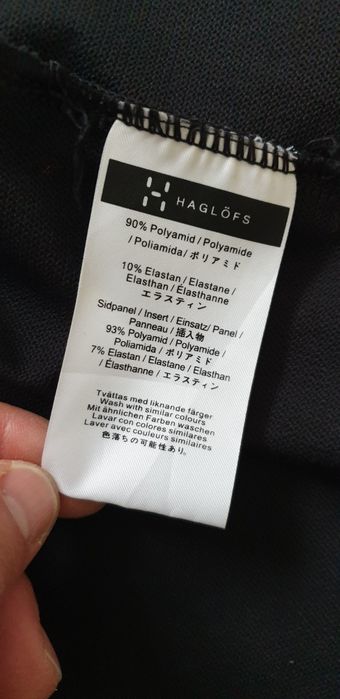 HAGLÖFS
90% Polyamid / Polyamide
/ Poliamida / ポリアミド
10% Elastan / Elastane /
Elasthan / Élasthanne
エラスティン
Sidpanel / Insert / Einsatz / Panel /
Panneau / 插入物
93% Polyamid / Polyamide /
Poliamida / ポリアミド
7% Elastan / Elastane / Elasthan
/ Élasthanne / エラスティン
Tvättas med liknande färger
Wash with similar colours
Mit ähnlichen Farben waschen
Lavar con colores similares
Laver avec couleurs similaires
色落ちの可能性あり。